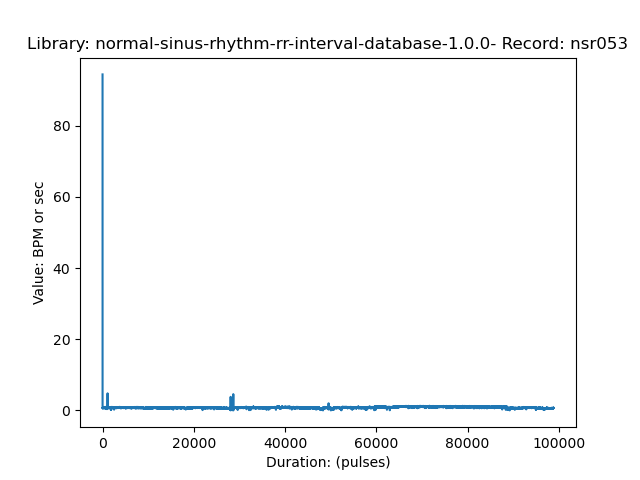 Library: normal-sinus-rhythm-rr-interval-database-1.0.0- Record: nsr053
80
60
40
20
0
Value: BPM or sec
0 20000 40000 60000 80000 100000
Duration: (pulses)